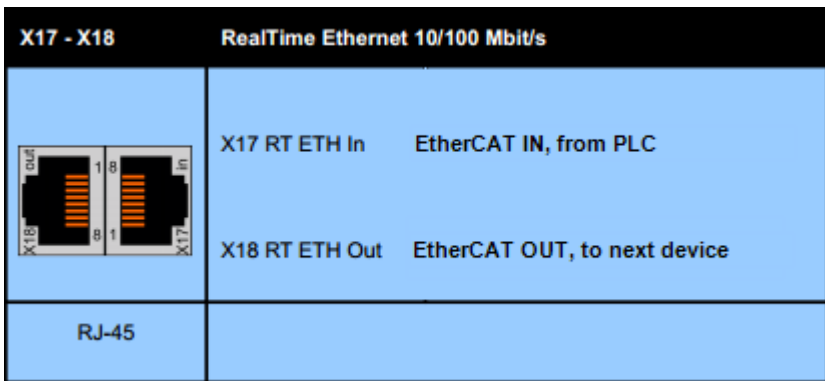 X17 - X18 RealTime Ethernet 10/100 Mbit/s
out 1 8 in
X18 8 1 X17
X17 RT ETH In EtherCAT IN, from PLC
X18 RT ETH Out EtherCAT OUT, to next device
RJ-45